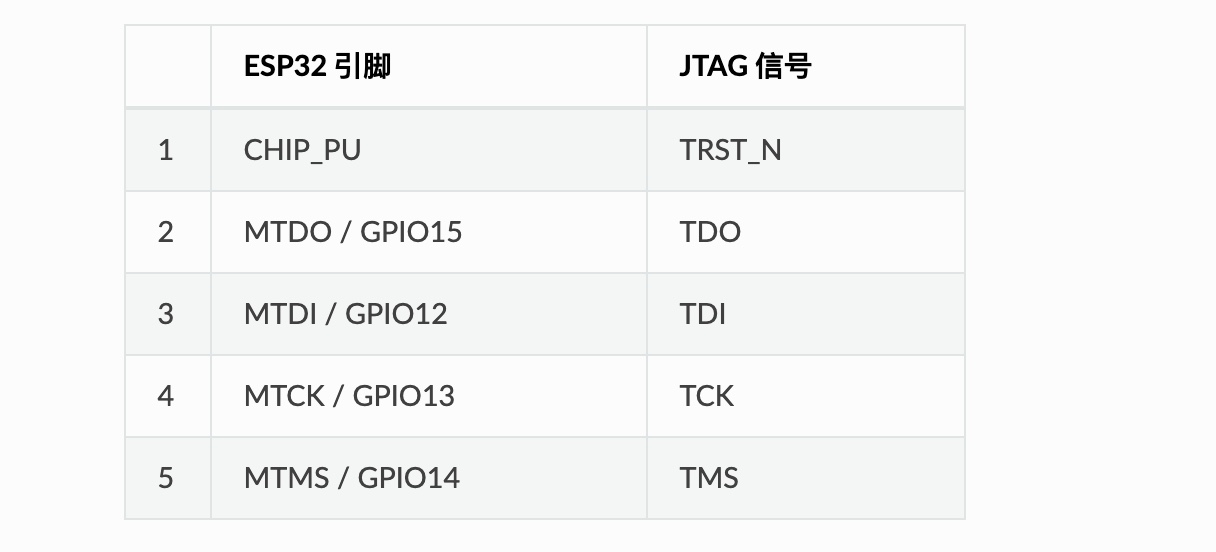 ESP32 引脚 JTAG 信号
1 CHIP_PU TRST_N
2 MTDO / GPIO15 TDO
3 MTDI / GPIO12 TDI
4 MTCK / GPIO13 TCK
5 MTMS / GPIO14 TMS